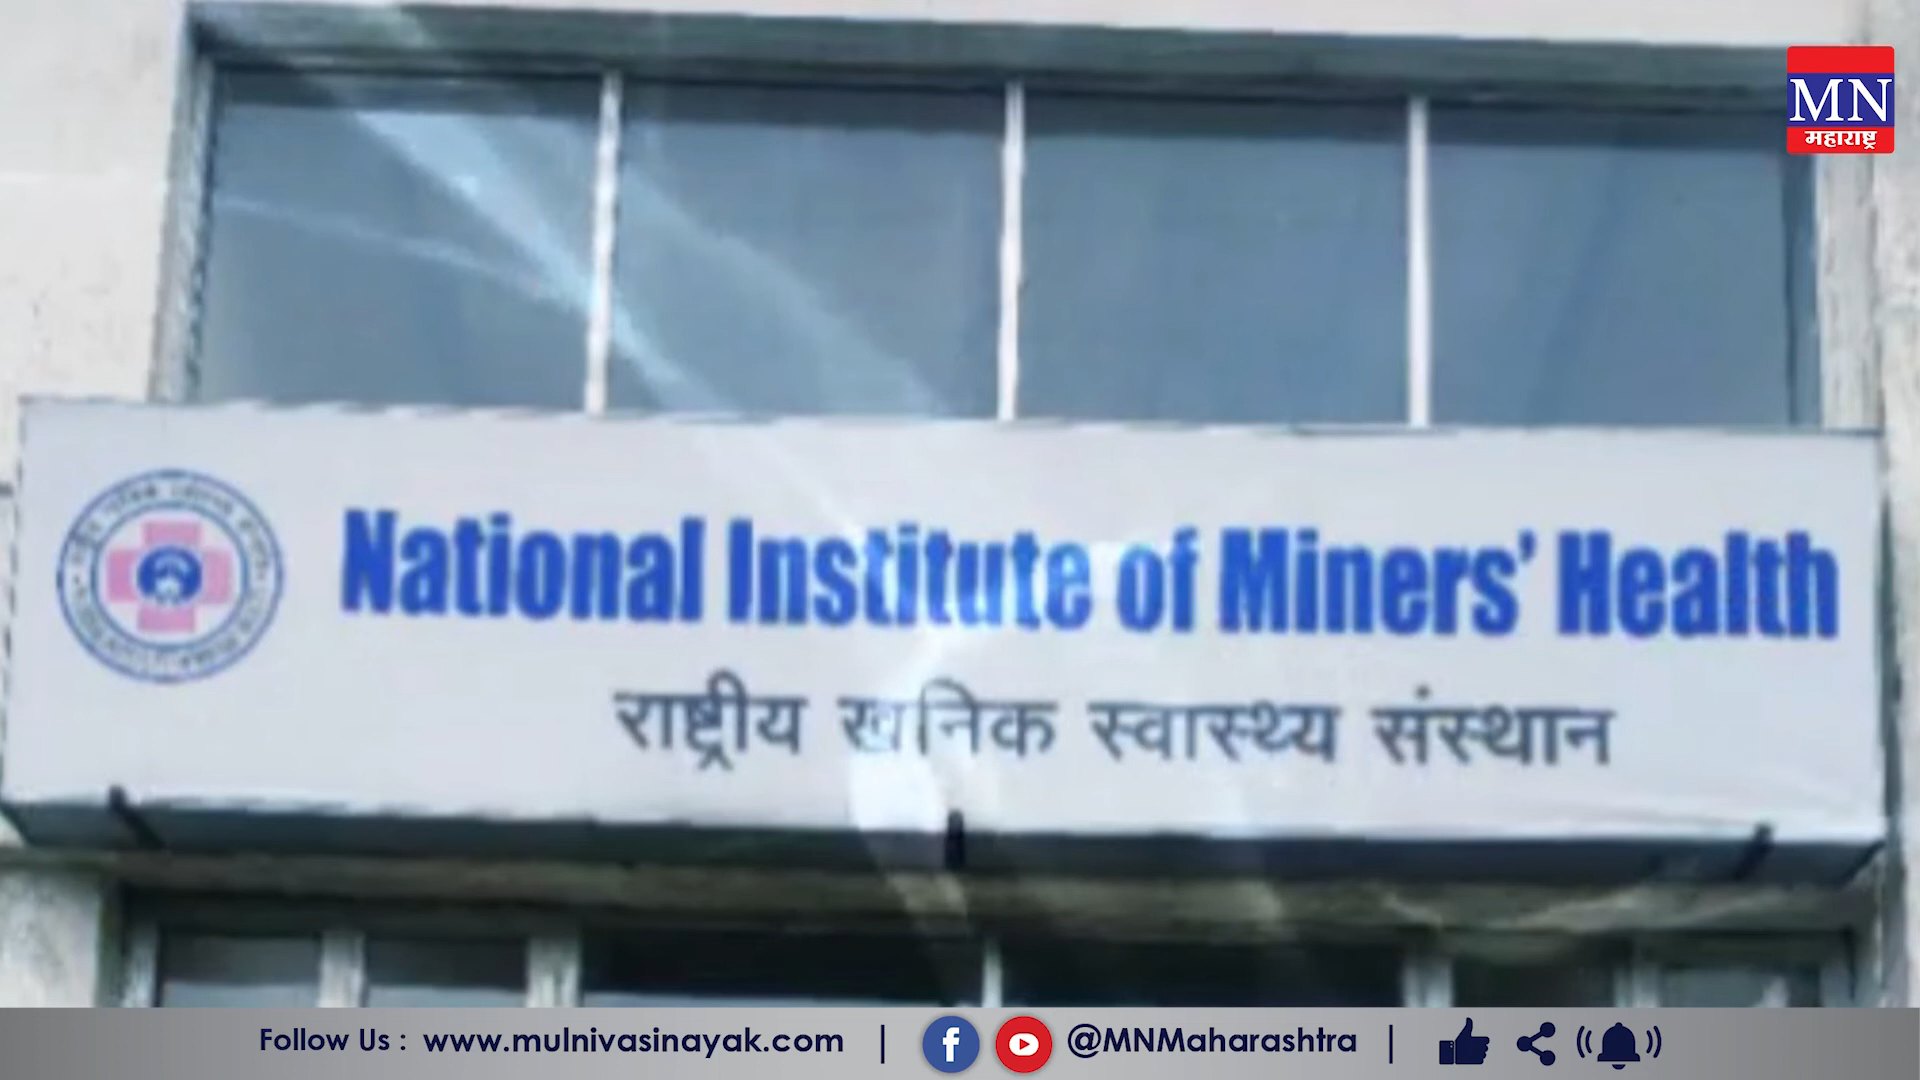 MN
महाराष्ट्र
National Institute of Miners' Health
राष्ट्रीय खनिक स्वास्थ्य संस्थान
Follow Us : www.mulnivasinayak.com | @MNMaharashtra |